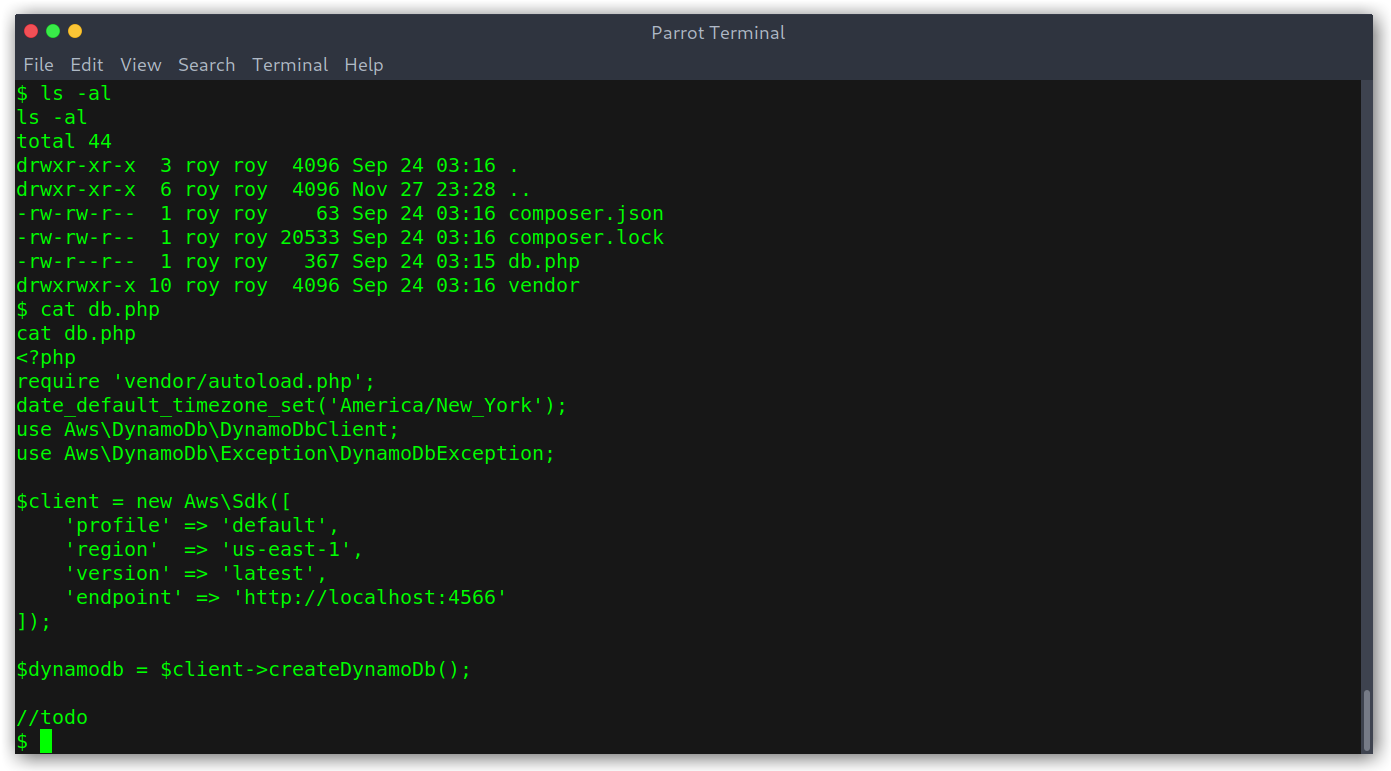 Parrot Terminal
File Edit View Search Terminal Help
$ ls -al
ls -al
total 44
drwxr-xr-x  3 roy roy  4096 Sep 24 03:16 .
drwxr-xr-x  6 roy roy  4096 Nov 27 23:28 ..
-rw-rw-r--  1 roy roy    63 Sep 24 03:16 composer.json
-rw-rw-r--  1 roy roy 20533 Sep 24 03:16 composer.lock
-rw-r--r--  1 roy roy   367 Sep 24 03:15 db.php
drwxrwxr-x 10 roy roy  4096 Sep 24 03:16 vendor
$ cat db.php
cat db.php
<?php
require 'vendor/autoload.php';
date_default_timezone_set('America/New_York');
use Aws\DynamoDb\DynamoDbClient;
use Aws\DynamoDb\Exception\DynamoDbException;

$client = new Aws\Sdk([
    'profile' => 'default',
    'region'  => 'us-east-1',
    'version' => 'latest',
    'endpoint' => 'http://localhost:4566'
]);

$dynamodb = $client->createDynamoDb();

//todo
$